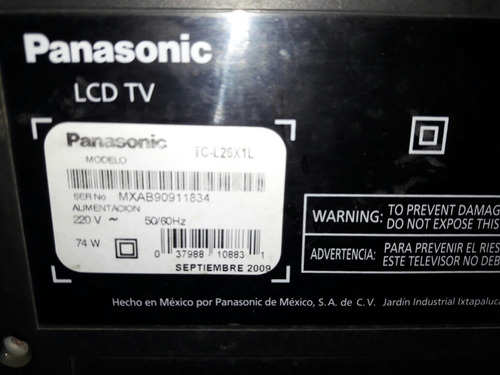 Panasonic
LCD TV
Panasonic TC-L26X1L
MODELO
SER No MXAB90911834
ALIMENTACION
220 V ~ 50/60Hz
74 W
0 37988 10883 1
SEPTIEMBRE 2009
WARNING: TO PREVENT DAMAG
DO NOT EXPOSE THIS
ADVERTENCIA: PARA PREVENIR EL RIES
ESTE TELEVISOR NO DEB
Hecho en México por Panasonic de México, S.A. de C.V. Jardín Industrial Ixtapaluca